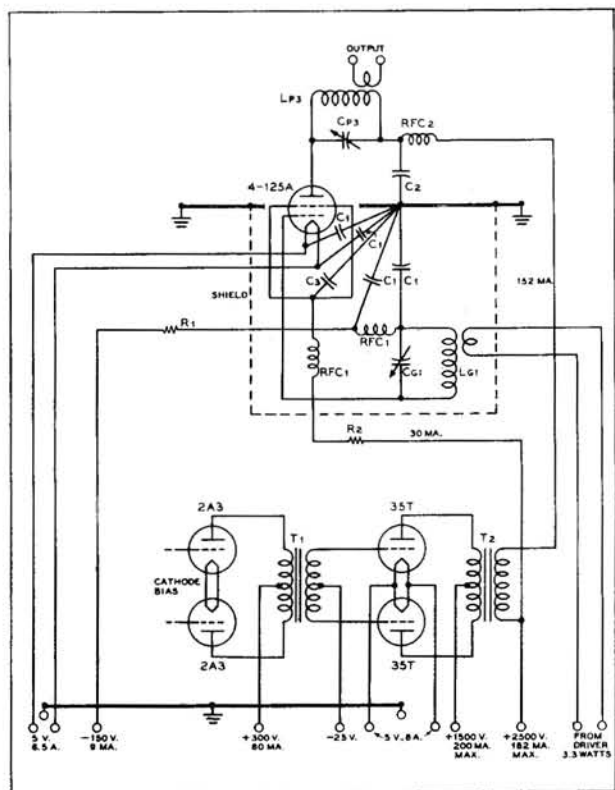 OUTPUT
LP3
CP3
RFC2
4-125A
C2
C1
C1
C3
C1
C1
152 MA.
SHIELD
R1
RFC1
RFC1
CG1
LG1
R2
30 MA.
2A3
35T
T1
T2
CATHODE
BIAS
2A3
35T
5 V.
6.5 A.
-150 V.
9 MA.
+300 V.
80 MA.
-25 V.
5 V.-8 A.
+1500 V.
200 MA.
MAX.
+2500 V.
182 MA.
MAX.
FROM
DRIVER
3.3 WATTS